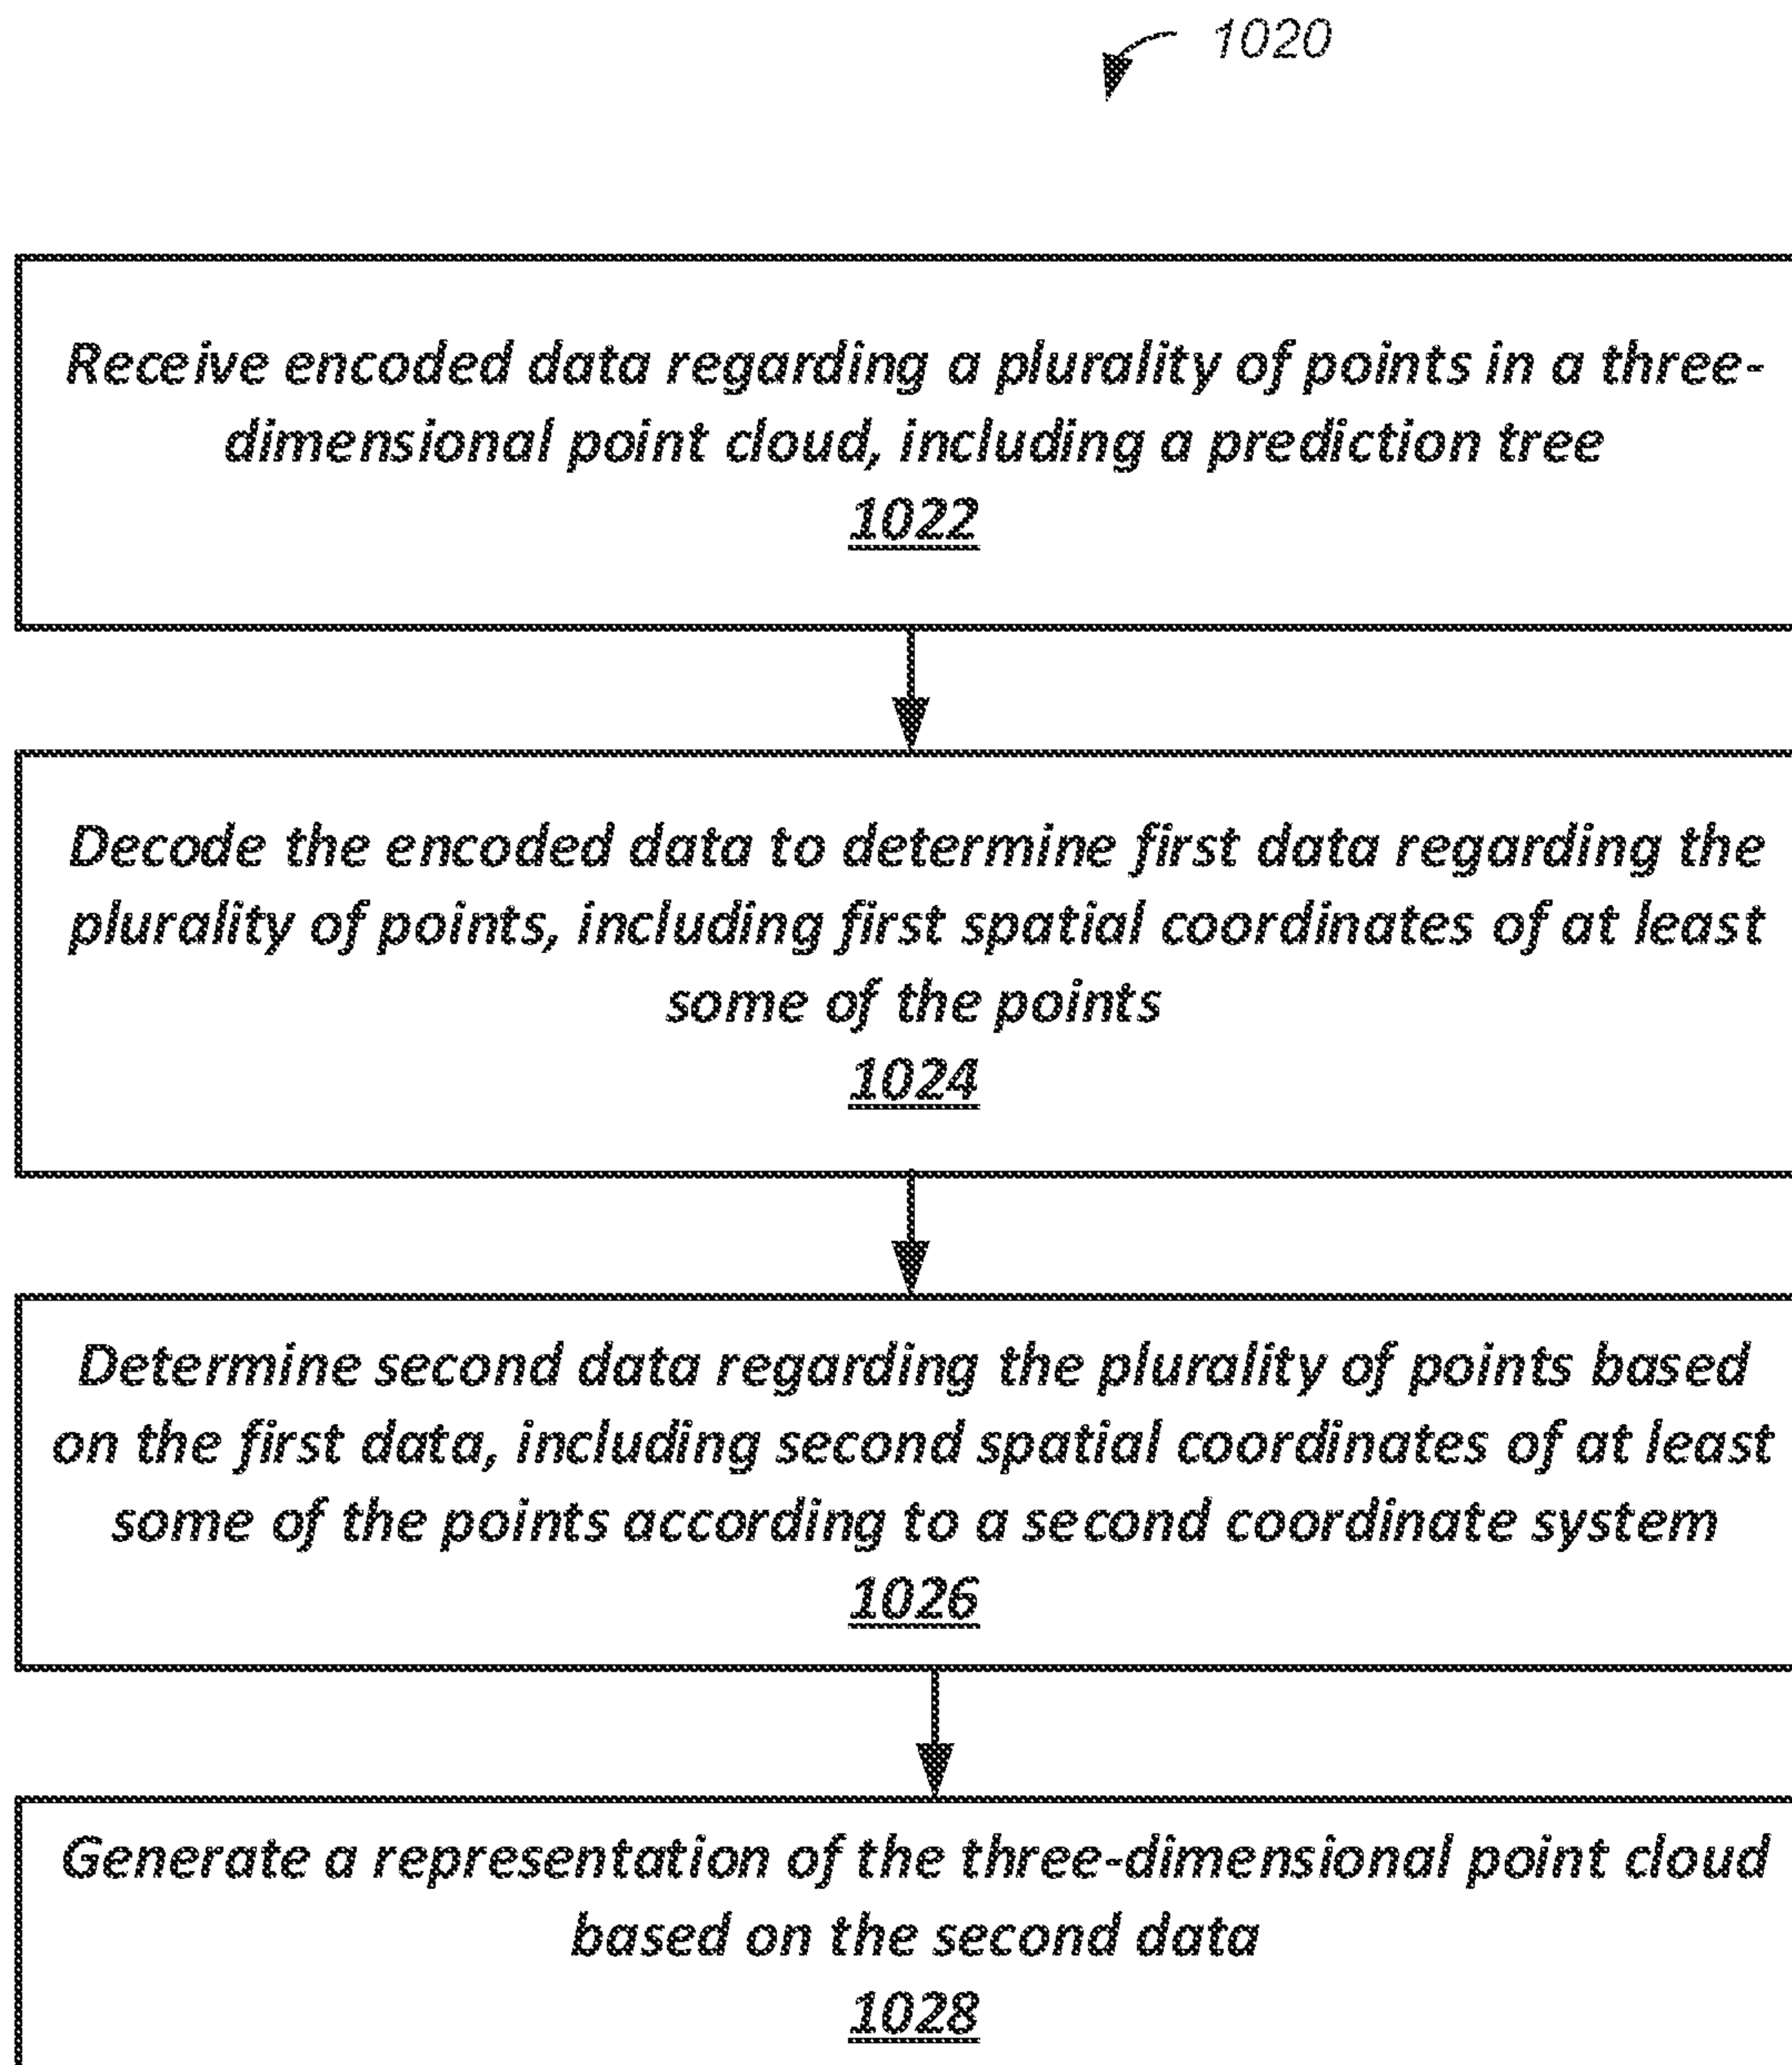 1020
Receive encoded data regarding a plurality of points in a three-
dimensional point cloud, including a prediction tree
1022
Decode the encoded data to determine first data regarding the
plurality of points, including first spatial coordinates of at least
some of the points
1024
Determine second data regarding the plurality of points based
on the first data, including second spatial coordinates of at least
some of the points according to a second coordinate system
1026
Generate a representation of the three-dimensional point cloud
based on the second data
1028